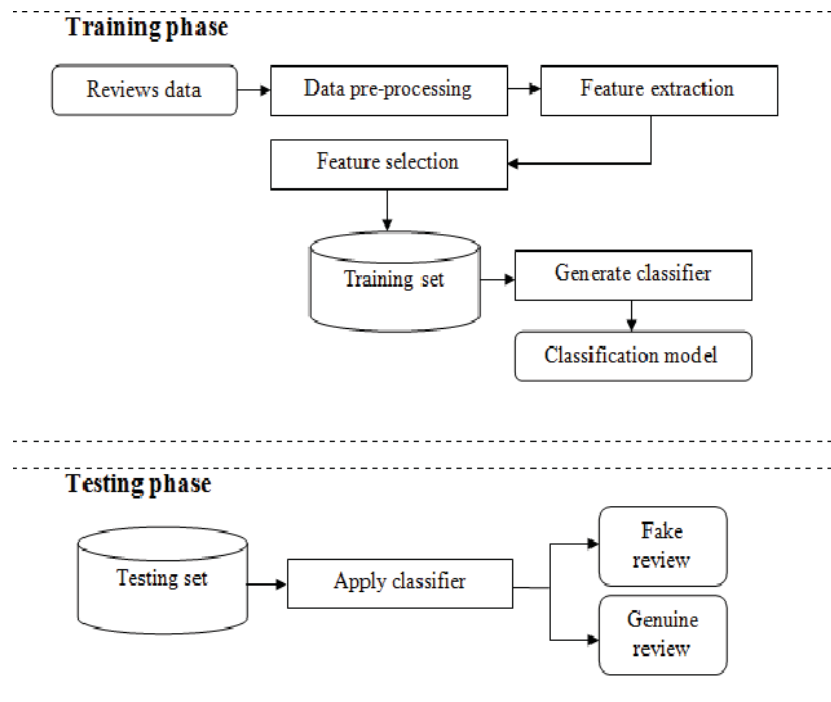 Training phase
Reviews data
Data pre-processing
Feature extraction
Feature selection
Training set
Generate classifier
Classification model
Testing phase
Testing set
Apply classifier
Fake
review
Genuine
review